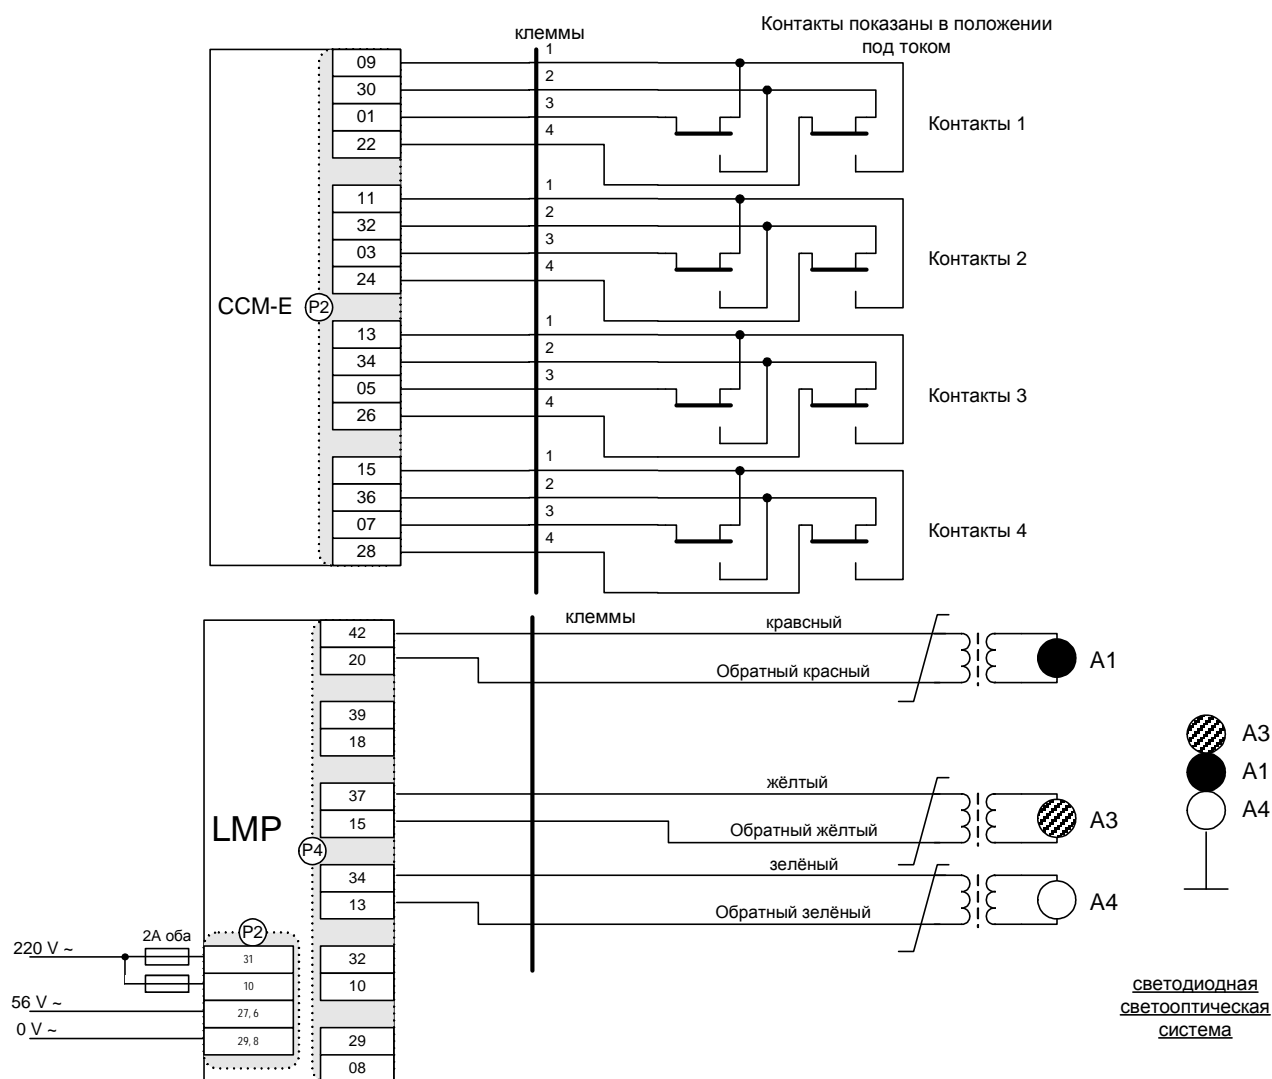 Контакты показаны в положении
под током
клеммы
09
30
01
22
1
2
3
4
Контакты 1
11
32
03
24
1
2
3
4
Контакты 2
CCM-E
P2
13
34
05
26
1
2
3
4
Контакты 3
15
36
07
28
1
2
3
4
Контакты 4
клеммы
42
20
кравсный
Обратный красный
A1
39
18
37
15
жёлтый
Обратный жёлтый
A3
LMP
P4
34
13
зелёный
Обратный зелёный
A4
A3
A1
A4
32
10
29
08
P2
2А оба
220 V ~
56 V ~
0 V ~
31
10
27, 6
29, 8
светодиодная
светооптическая
система